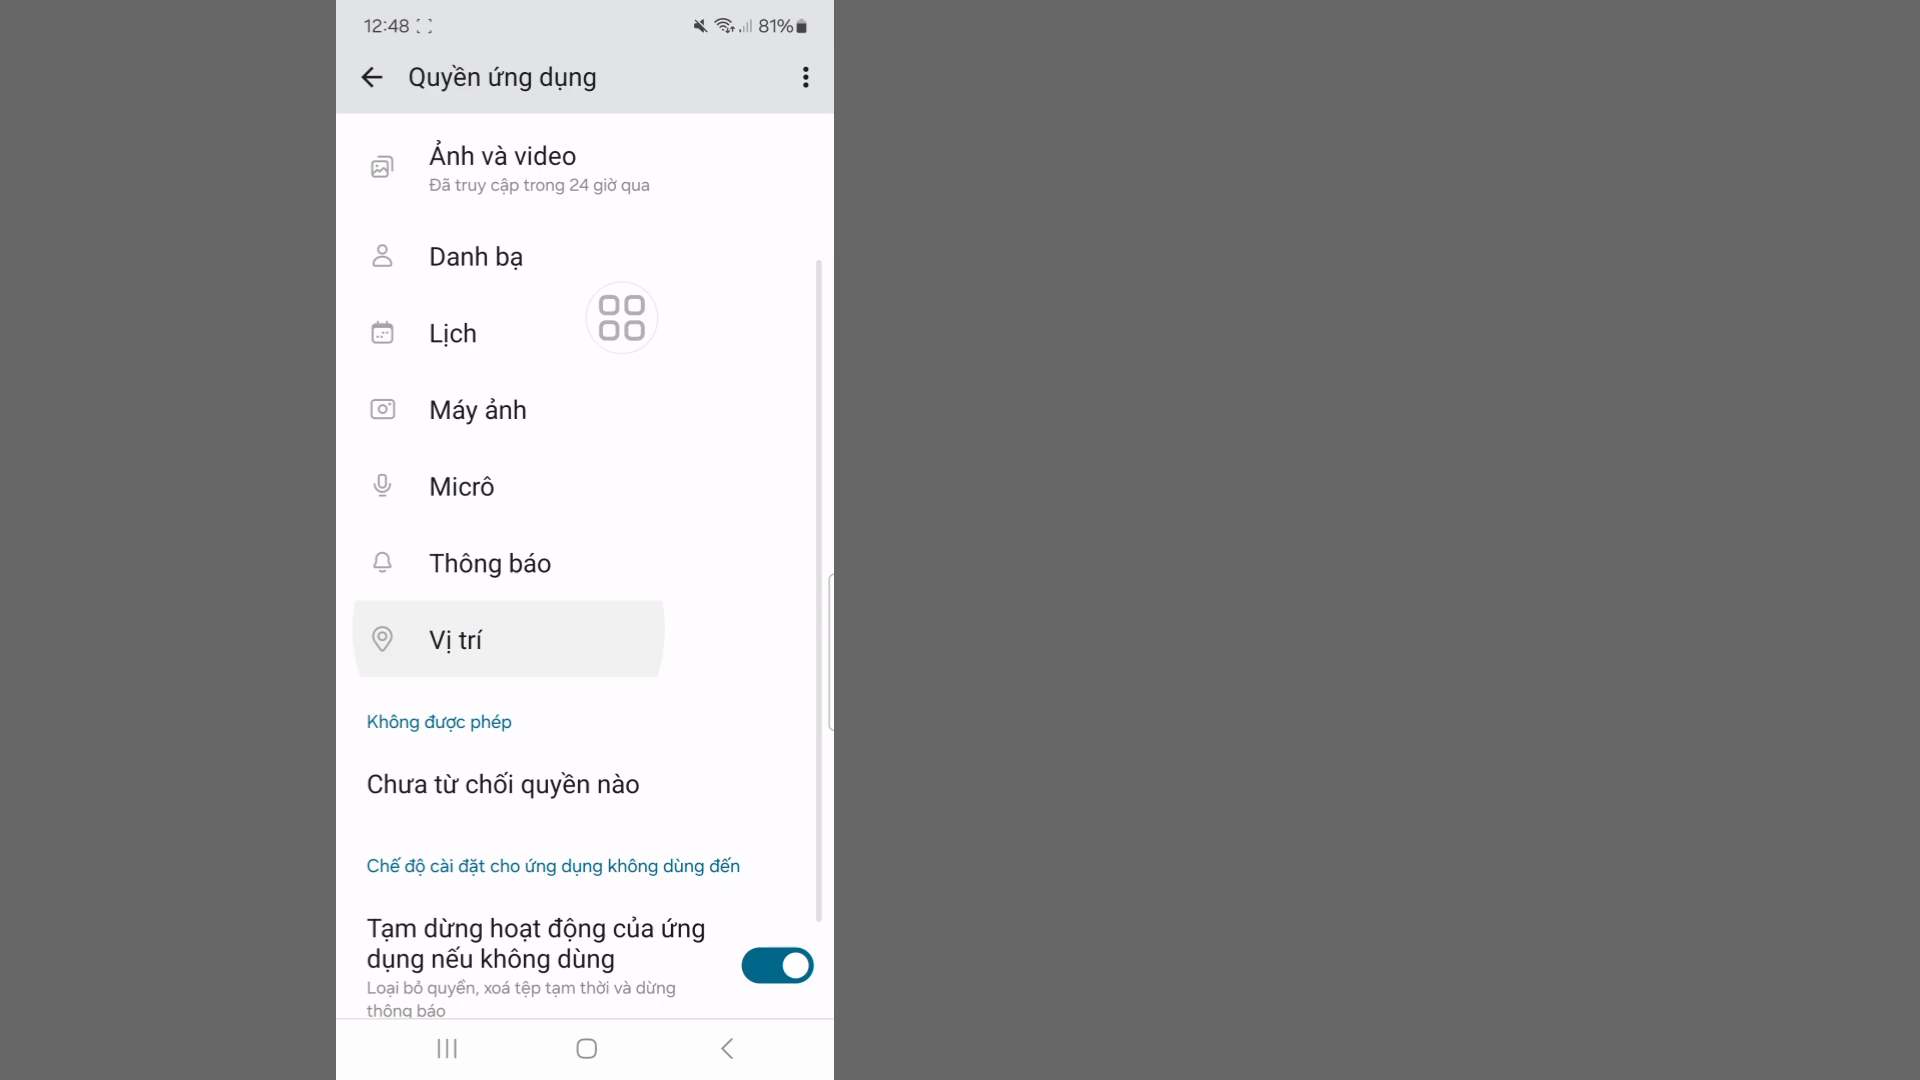 12:48
81%
Quyền ứng dụng
Ảnh và video
Đã truy cập trong 24 giờ qua
Danh bạ
Lịch
Máy ảnh
Micrô
Thông báo
Vị trí
Không được phép
Chưa từ chối quyền nào
Chế độ cài đặt cho ứng dụng không dùng đến
Tạm dừng hoạt động của ứng
dụng nếu không dùng
Loại bỏ quyền, xoá tệp tạm thời và dừng
thông báo